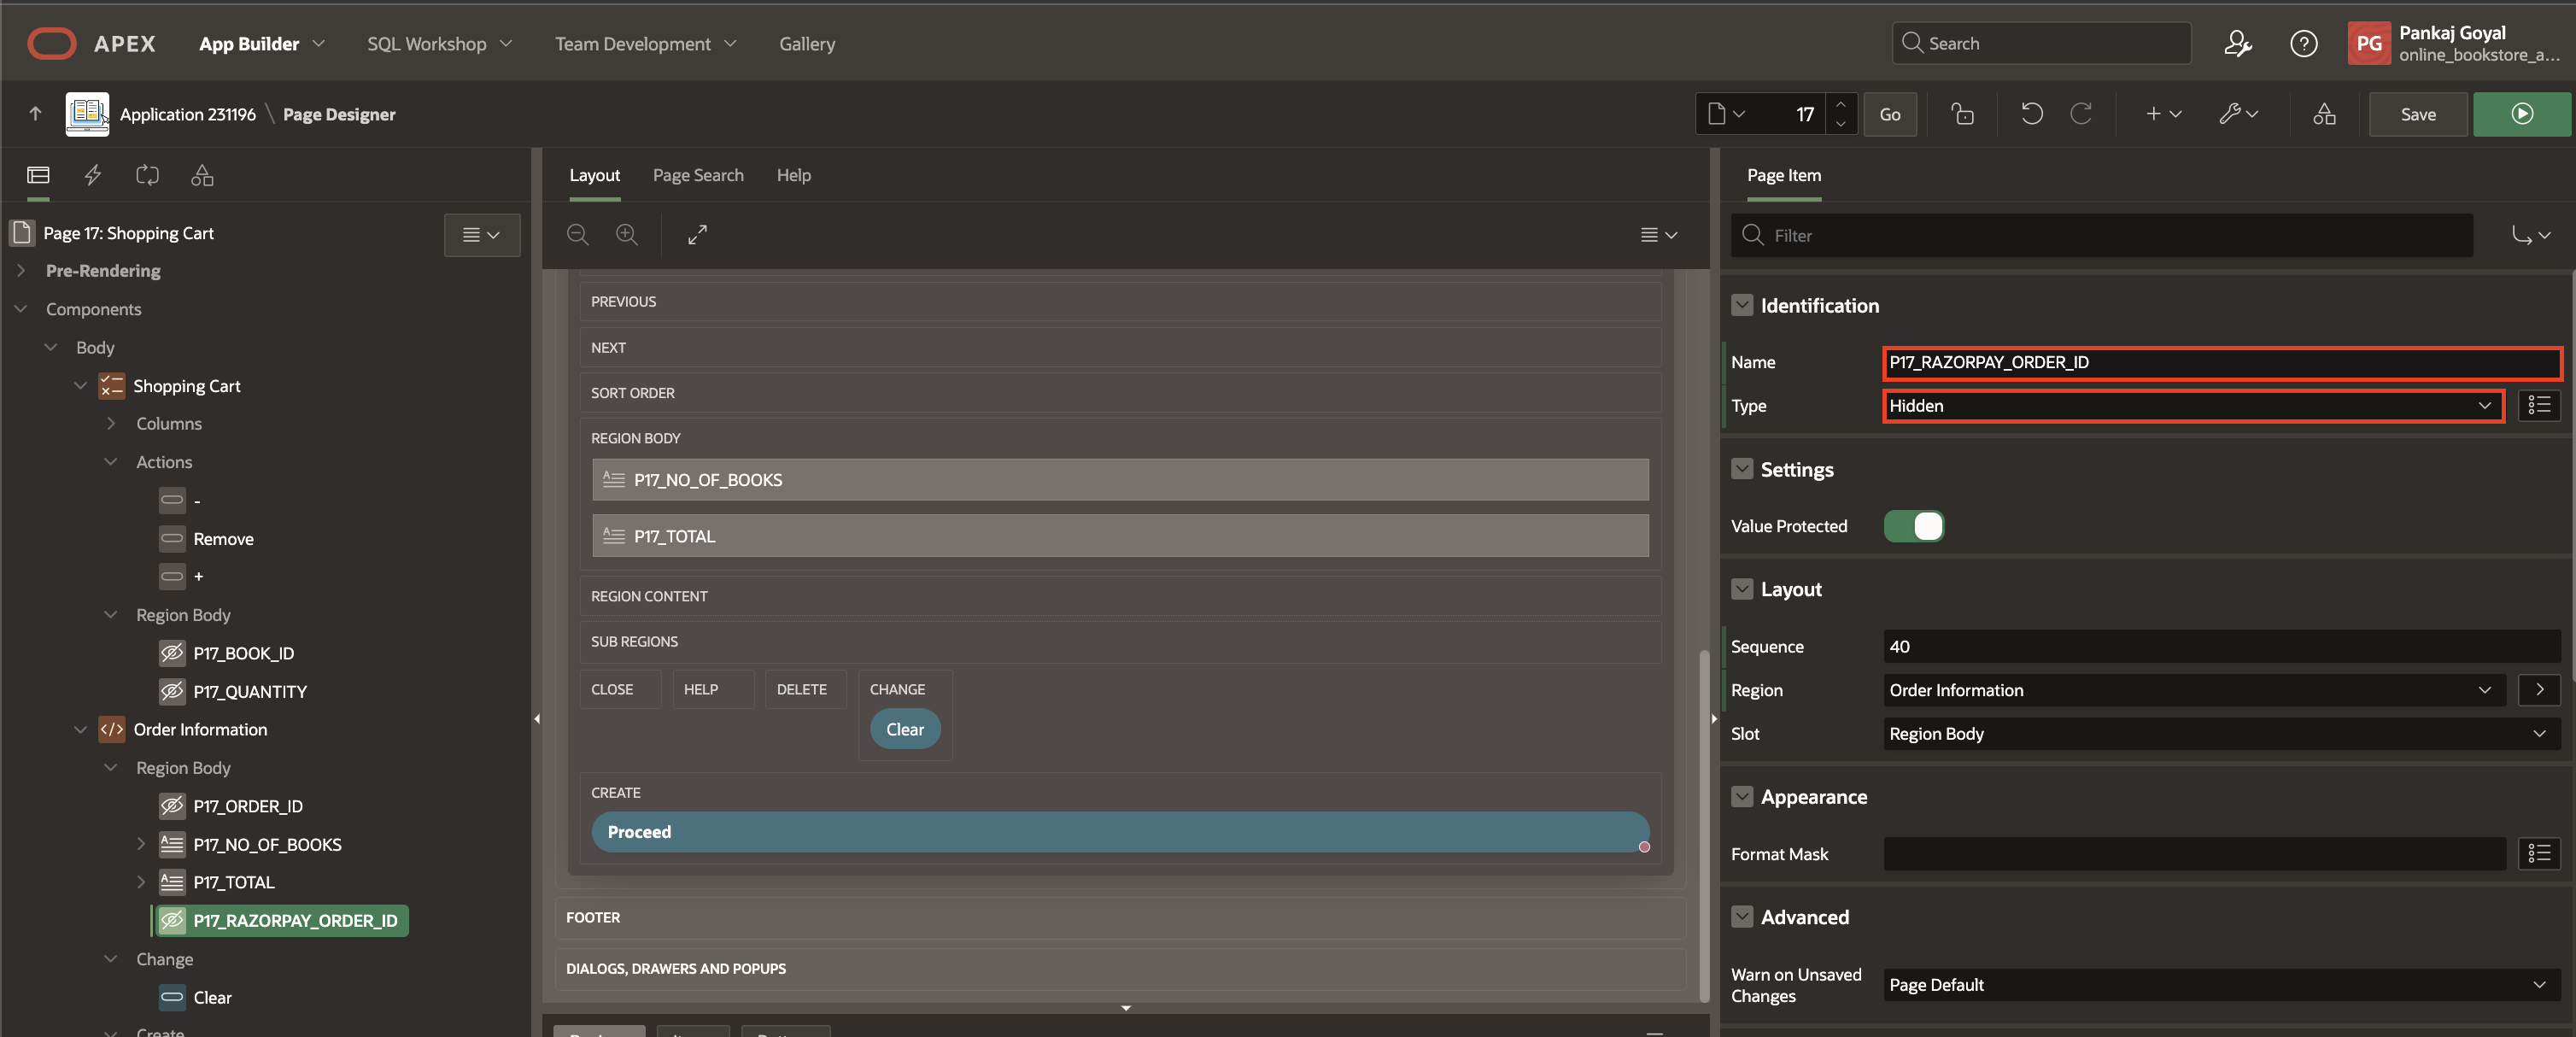 APEX App Builder SQL Workshop Team Development Gallery Search PG Pankaj Goyal
online_bookstore_a...
Application 231196 \ Page Designer 17 Go Save
Layout Page Search Help
Page Item
Page 17: Shopping Cart
Pre-Rendering
Components
Body
Shopping Cart
Columns
Actions
-
Remove
+
Region Body
P17_BOOK_ID
P17_QUANTITY
Order Information
Region Body
P17_ORDER_ID
P17_NO_OF_BOOKS
P17_TOTAL
P17_RAZORPAY_ORDER_ID
Change
Clear
Create
PREVIOUS
NEXT
SORT ORDER
REGION BODY
P17_NO_OF_BOOKS
P17_TOTAL
REGION CONTENT
SUB REGIONS
CLOSE HELP DELETE CHANGE
Clear
CREATE
Proceed
FOOTER
DIALOGS, DRAWERS AND POPUPS
Filter
Identification
Name P17_RAZORPAY_ORDER_ID
Type Hidden
Settings
Value Protected
Layout
Sequence 40
Region Order Information
Slot Region Body
Appearance
Format Mask
Advanced
Warn on Unsaved
Changes Page Default